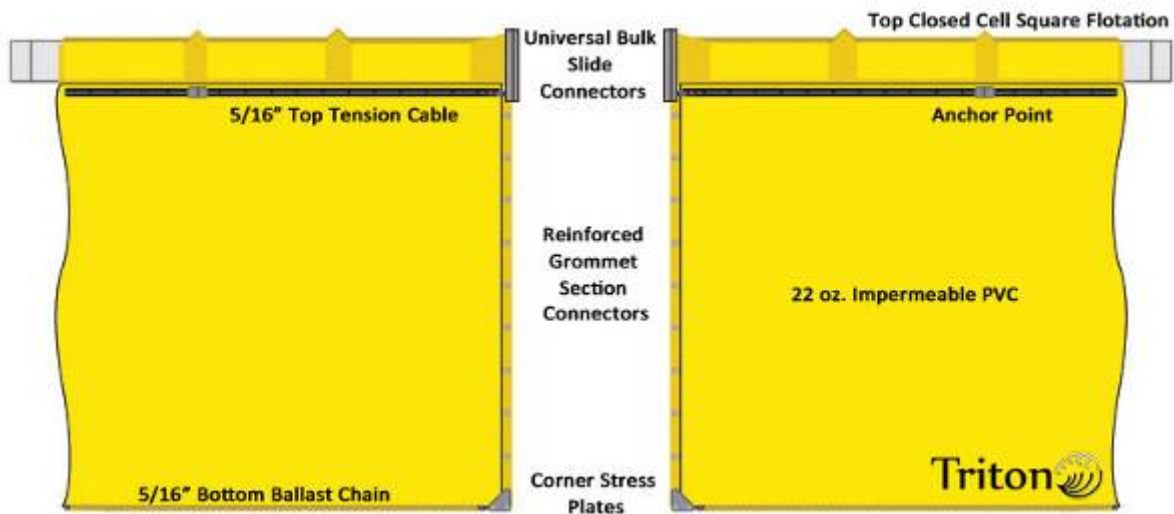 Top Closed Cell Square Flotation
Universal Bulk
Slide
Connectors
5/16” Top Tension Cable
Anchor Point
Reinforced
Grommet
Section
Connectors
22 oz. Impermeable PVC
Triton
5/16” Bottom Ballast Chain
Corner Stress
Plates